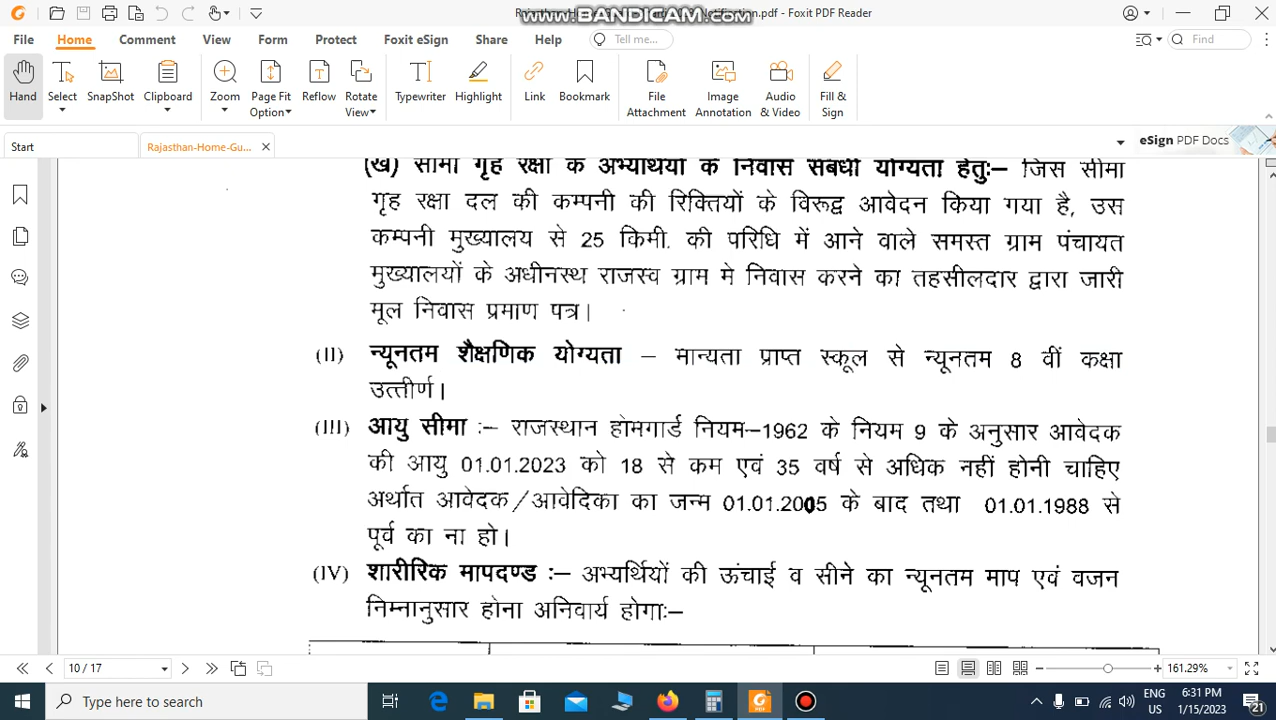 Rajasthan-Home- www.BANDICAM.com tification.pdf - Foxit PDF Reader
File Home Comment View Form Protect Foxit eSign Share Help Tell me... Find
Hand Select SnapShot Clipboard Zoom Page Fit Option Reflow Rotate View Typewriter Highlight Link Bookmark File Attachment Image Annotation Audio & Video Fill & Sign
Start Rajasthan-Home-Gu... eSign PDF Docs
(ख) सीमा गृह रक्षा के अभ्यर्थियों के निवास संबंधी योग्यता हेतुः– जिस सीमा
गृह रक्षा दल की कम्पनी की रिक्तियों के विरूद्व आवेदन किया गया है, उस
कम्पनी मुख्यालय से 25 किमी. की परिधि में आने वाले समस्त ग्राम पंचायत
मुख्यालयों के अधीनस्थ राजस्व ग्राम मे निवास करने का तहसीलदार द्वारा जारी
मूल निवास प्रमाण पत्र।
(II) न्यूनतम शैक्षणिक योग्यता – मान्यता प्राप्त स्कूल से न्यूनतम 8 वीं कक्षा
उत्तीर्ण।
(III) आयु सीमा :– राजस्थान होमगार्ड नियम–1962 के नियम 9 के अनुसार आवेदक
की आयु 01.01.2023 को 18 से कम एवं 35 वर्ष से अधिक नहीं होनी चाहिए
अर्थात आवेदक/आवेदिका का जन्म 01.01.2005 के बाद तथा 01.01.1988 से
पूर्व का ना हो।
(IV) शारीरिक मापदण्ड :– अभ्यर्थियों की ऊंचाई व सीने का न्यूनतम माप एवं वजन
निम्नानुसार होना अनिवार्य होगाः–
10 / 17 161.29%
Type here to search ENG US 6:31 PM 1/15/2023 21